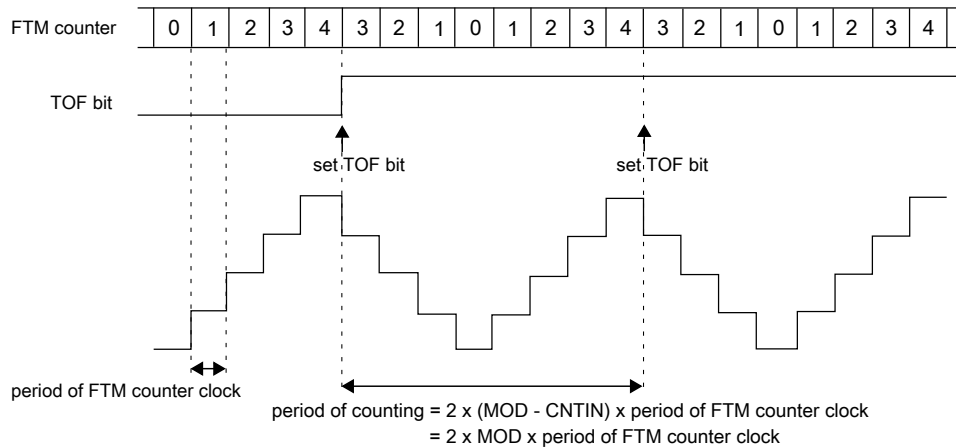 FTM counter 0 1 2 3 4 3 2 1 0 1 2 3 4 3 2 1 0 1 2 3 4
TOF bit
set TOF bit set TOF bit
period of FTM counter clock
period of counting = 2 x (MOD - CNTIN) x period of FTM counter clock
= 2 x MOD x period of FTM counter clock